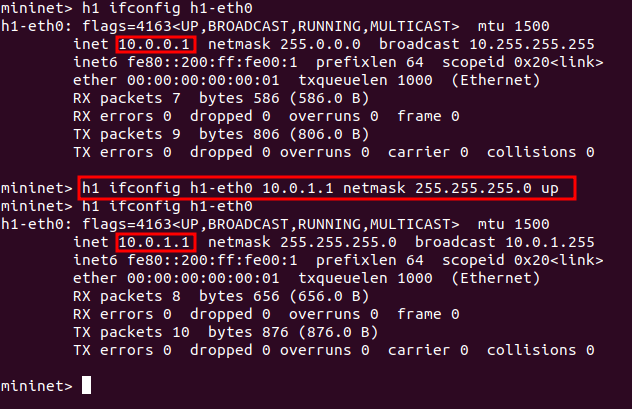 mininet> h1 ifconfig h1-eth0
h1-eth0: flags=4163<UP,BROADCAST,RUNNING,MULTICAST>  mtu 1500
        inet 10.0.0.1  netmask 255.0.0.0  broadcast 10.255.255.255
        inet6 fe80::200:ff:fe00:1  prefixlen 64  scopeid 0x20<link>
        ether 00:00:00:00:00:01  txqueuelen 1000  (Ethernet)
        RX packets 7  bytes 586 (586.0 B)
        RX errors 0  dropped 0  overruns 0  frame 0
        TX packets 9  bytes 806 (806.0 B)
        TX errors 0  dropped 0 overruns 0  carrier 0  collisions 0

mininet> h1 ifconfig h1-eth0 10.0.1.1 netmask 255.255.255.0 up
mininet> h1 ifconfig h1-eth0
h1-eth0: flags=4163<UP,BROADCAST,RUNNING,MULTICAST>  mtu 1500
        inet 10.0.1.1  netmask 255.255.255.0  broadcast 10.0.1.255
        inet6 fe80::200:ff:fe00:1  prefixlen 64  scopeid 0x20<link>
        ether 00:00:00:00:00:01  txqueuelen 1000  (Ethernet)
        RX packets 8  bytes 656 (656.0 B)
        RX errors 0  dropped 0  overruns 0  frame 0
        TX packets 10  bytes 876 (876.0 B)
        TX errors 0  dropped 0 overruns 0  carrier 0  collisions 0

mininet>